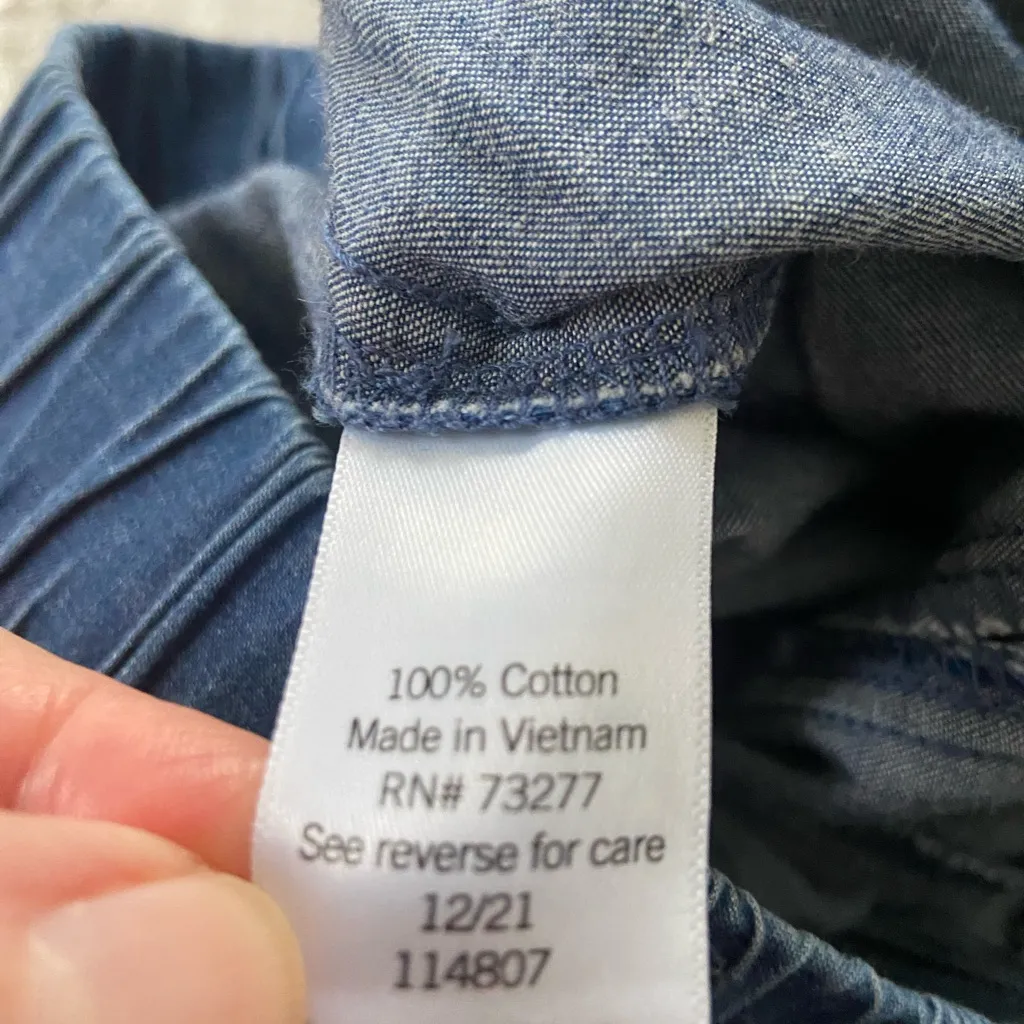 100% Cotton
Made in Vietnam
RN# 73277
See reverse for care
12/21
114807